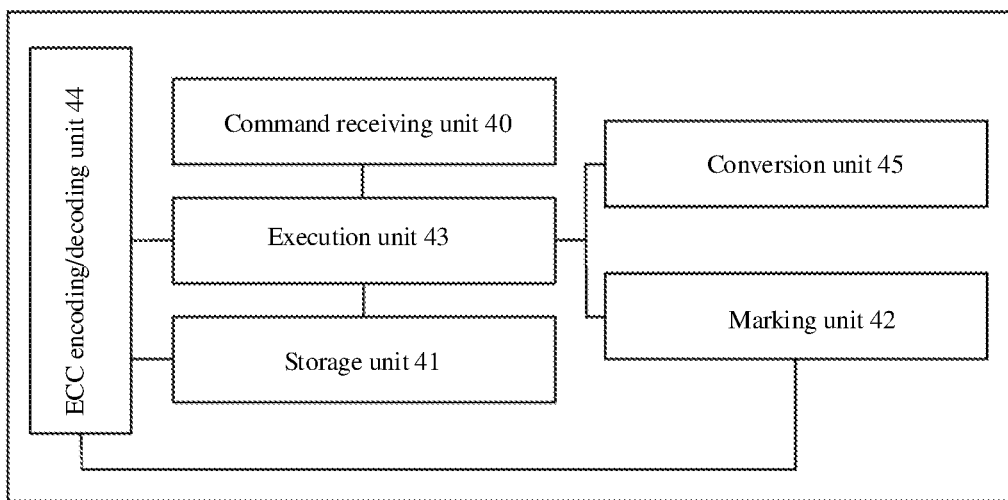 ECC encoding/decoding unit 44
Command receiving unit 40
Execution unit 43
Storage unit 41
Conversion unit 45
Marking unit 42